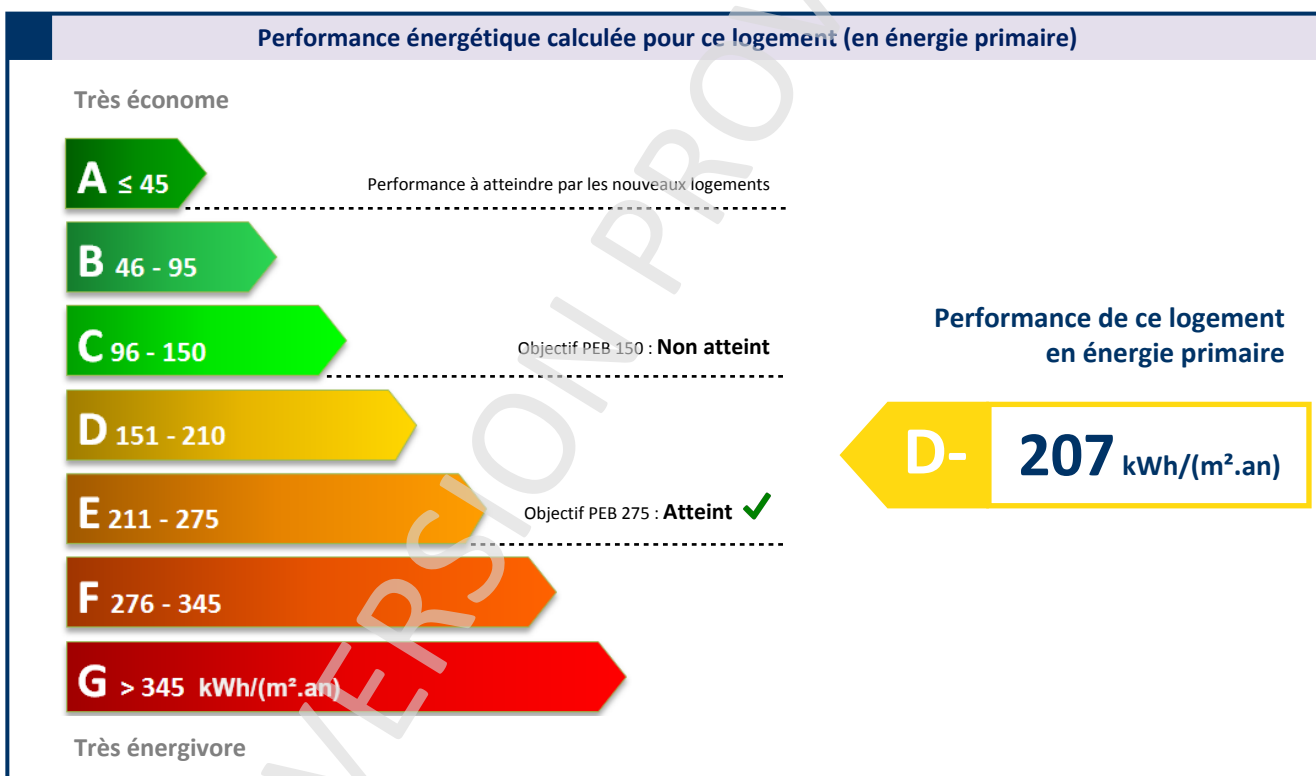 Performance énergétique calculée pour ce logement (en énergie primaire)
Très économe
A ≤ 45
Performance à atteindre par les nouveaux logements
B 46 - 95
C 96 - 150
Objectif PEB 150 : Non atteint
Performance de ce logement
en énergie primaire
D 151 - 210
D- 207 kWh/(m².an)
E 211 - 275
Objectif PEB 275 : Atteint ✓
F 276 - 345
G > 345 kWh/(m².an)
Très énergivore
VERSION PROV